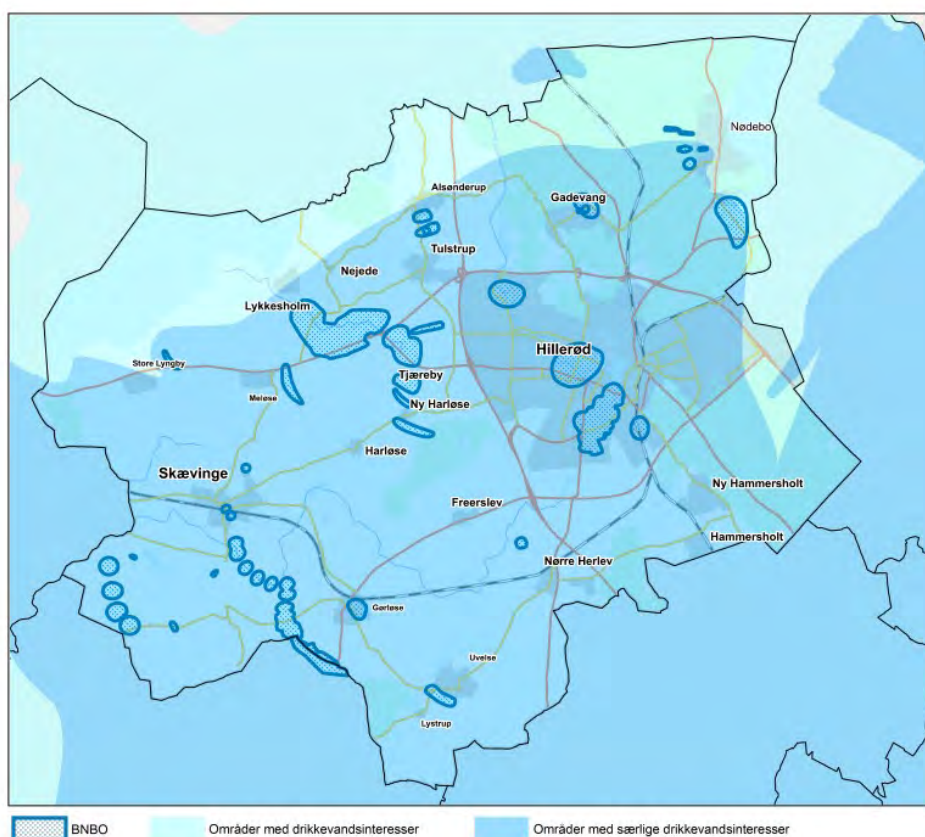 Nødebo
Alsønderup
Gadevang
Tulstrup
Nejede
Lykkesholm
Hillerød
Store Lyngby
Tjæreby
Meløse
Ny Harløse
Harløse
Skævinge
Ny Hammersholt
Freerslev
Hammersholt
Nørre Herlev
Gørløse
Uvelse
Lystrup
BNBO Områder med drikkevandsinteresser Områder med særlige drikkevandsinteresser